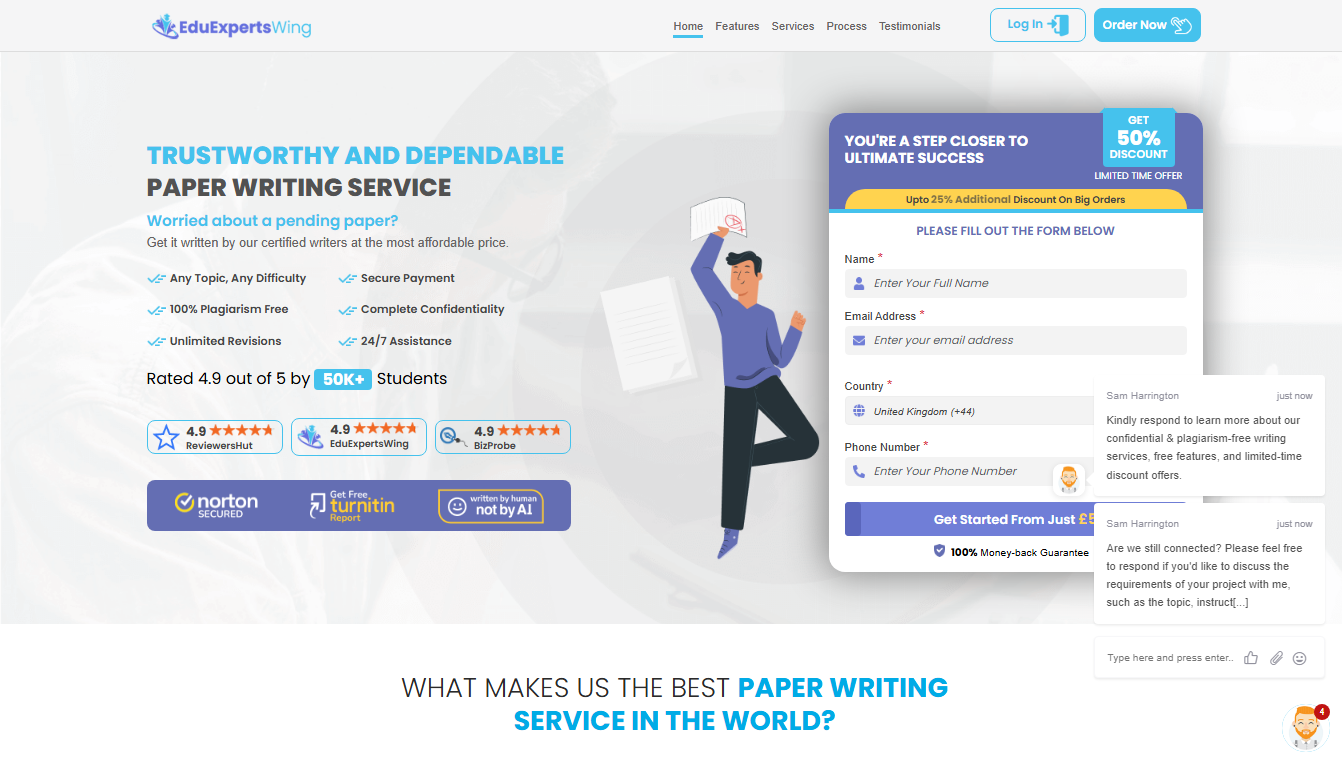 EduExpertsWing
Home
Features
Services
Process
Testimonials
Log In
Order Now
TRUSTWORTHY AND DEPENDABLE
PAPER WRITING SERVICE
Worried about a pending paper?
Get it written by our certified writers at the most affordable price.
Any Topic, Any Difficulty
Secure Payment
100% Plagiarism Free
Complete Confidentiality
Unlimited Revisions
24/7 Assistance
Rated 4.9 out of 5 by 50K+ Students
4.9
ReviewersHut
4.9
EduExpertsWing
4.9
BizProbe
norton
SECURED
Get Free
turnitin
Report
written by human
not by A.I.
YOU'RE A STEP CLOSER TO
ULTIMATE SUCCESS
GET
50%
DISCOUNT
LIMITED TIME OFFER
Upto 25% Additional Discount On Big Orders
PLEASE FILL OUT THE FORM BELOW
Name *
Enter Your Full Name
Email Address *
Enter your email address
Country *
United Kingdom (+44)
Phone Number *
Enter Your Phone Number
Get Started From Just £5
100% Money-back Guarantee
Sam Harrington
just now
Kindly respond to learn more about our
confidential & plagiarism-free writing
services, free features, and limited-time
discount offers.
Sam Harrington
just now
Are we still connected? Please feel free
to respond if you'd like to discuss the
requirements of your project with me,
such as the topic, instruct[...]
Type here and press enter..
4
WHAT MAKES US THE BEST PAPER WRITING
SERVICE IN THE WORLD?